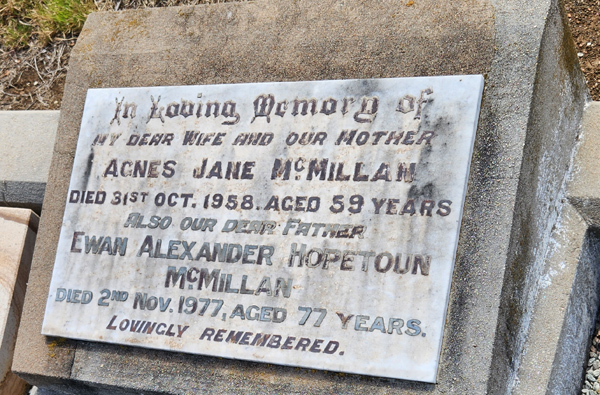 In Loving Memory of
MY DEAR WIFE AND OUR MOTHER
AGNES JANE McMILLAN
DIED 31ST OCT. 1958. AGED 59 YEARS
ALSO OUR DEAR FATHER
EWAN ALEXANDER HOPETOUN
McMILLAN
DIED 2ND NOV. 1977, AGED 77 YEARS.
LOVINGLY REMEMBERED.